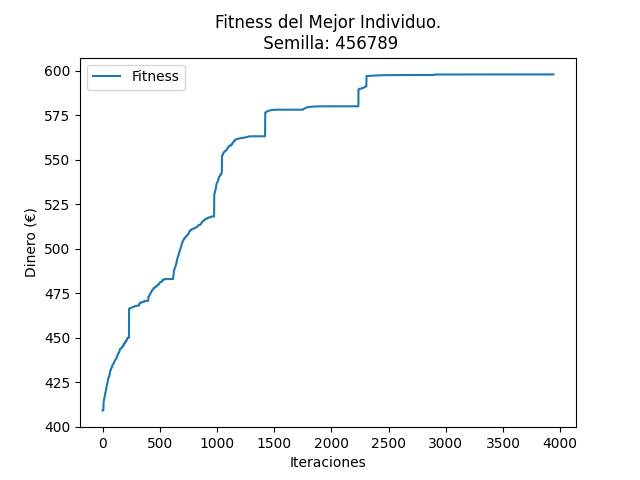 Fitness del Mejor Individuo.
Semilla: 456789
Fitness
600
575
550
525
500
475
450
425
400
Dinero (€)
0 500 1000 1500 2000 2500 3000 3500 4000
Iteraciones